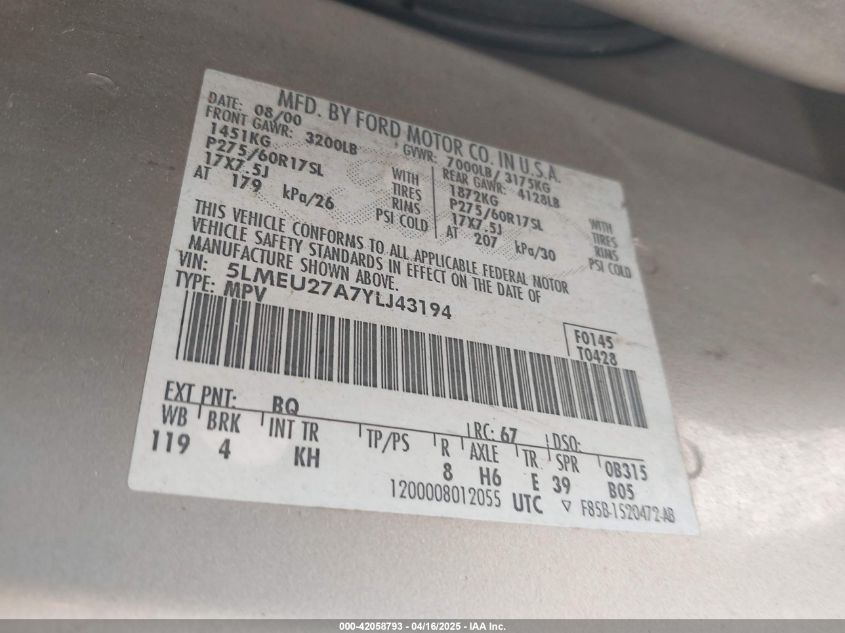 MFD. BY FORD MOTOR CO. IN U.S.A.
DATE: 08/00 GVWR: 7000LB/ 3175KG
FRONT GAWR: 3200LB REAR GAWR: 4128LB
1451KG WITH 1872KG WITH
P275/60R17SL TIRES P275/60R17SL TIRES
17X7.5J RIMS 17X7.5J RIMS
AT 179 kPa/26 PSI COLD AT 207 kPa/30 PSI COLD
THIS VEHICLE CONFORMS TO ALL APPLICABLE FEDERAL MOTOR
VEHICLE SAFETY STANDARDS IN EFFECT ON THE DATE OF
MANUFACTURE SHOWN ABOVE.
VIN: 5LMEU27A7YLJ43194
TYPE: MPV
F0145
T0428
EXT PNT: BQ RC: 67 DSO:
WB BRK INT TR TP/PS R AXLE TR SPR 0B315
119 4 KH 8 H6 E 39 B05
1200008012055 UTC ▽ F85B-1520472-AB
000-42058793 - 04/16/2025 - IAA Inc.